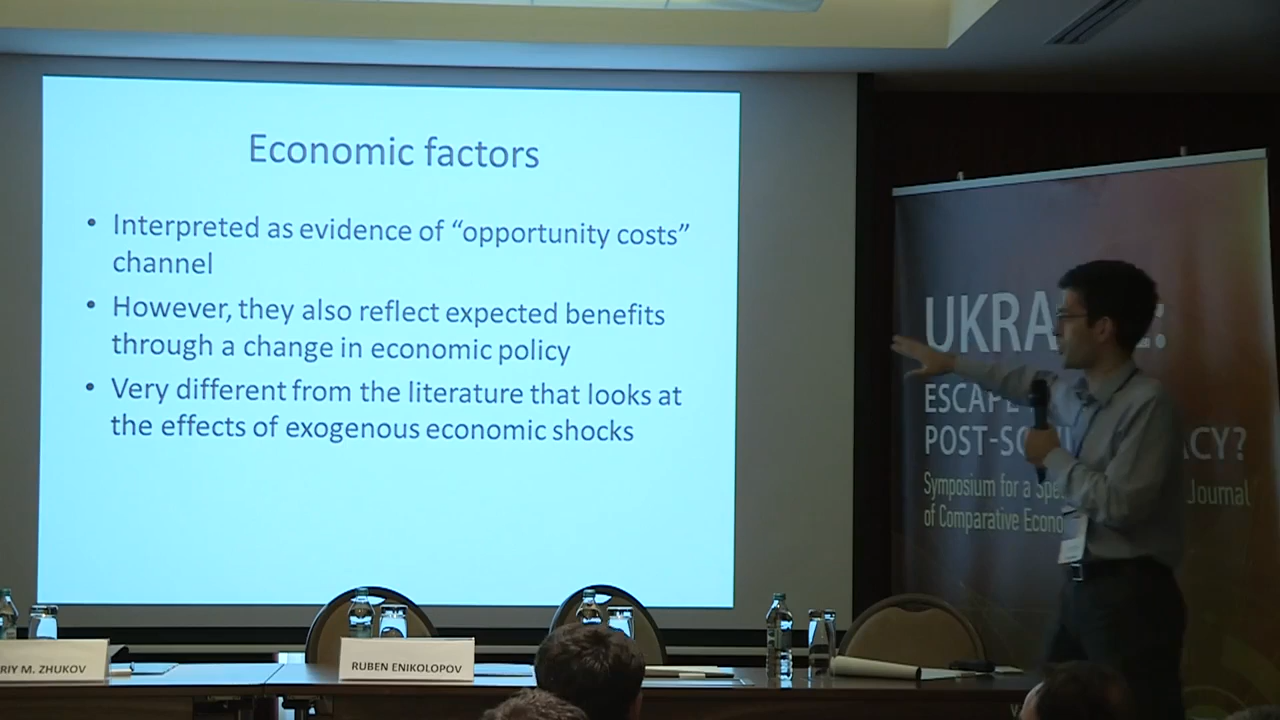 Economic factors
• Interpreted as evidence of “opportunity costs”
channel
• However, they also reflect expected benefits
through a change in economic policy
• Very different from the literature that looks at
the effects of exogenous economic shocks
UKRA
ESCAPE
POST-SO ACY?
Symposium for a Spe Journal
of Comparative Econo
RIY M. ZHUKOV
RUBEN ENIKOLOPOV